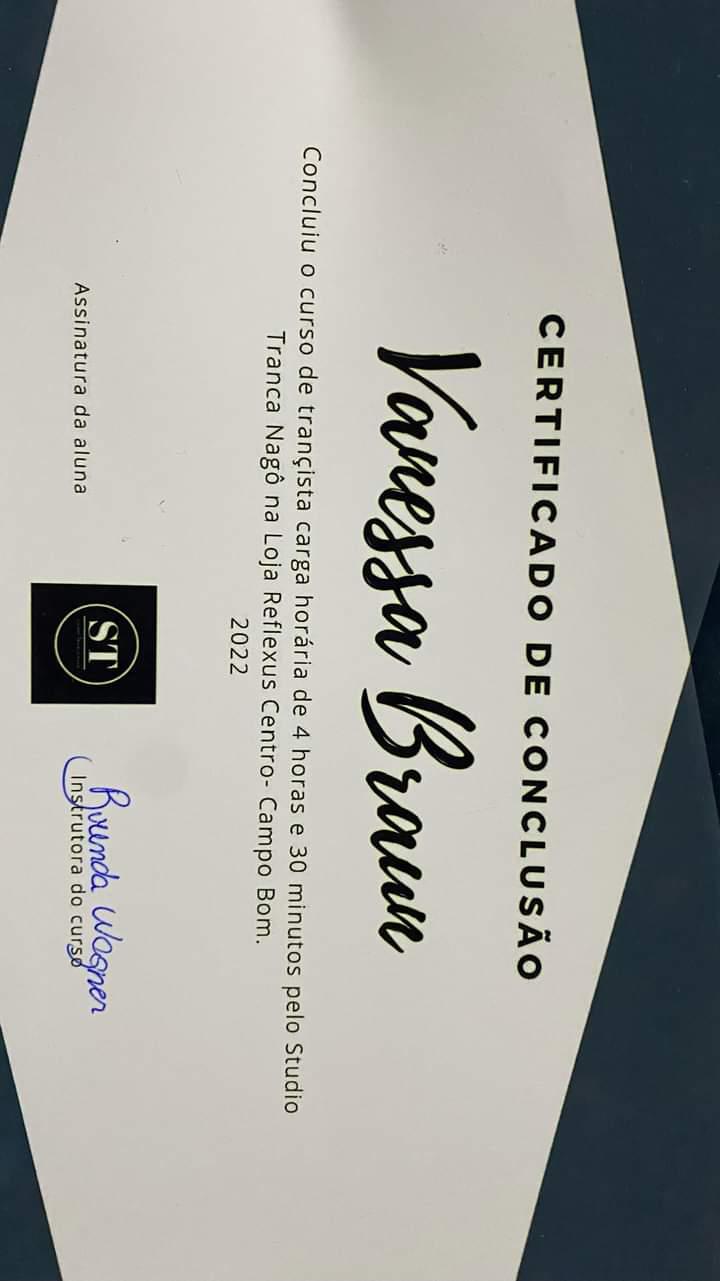 CERTIFICADO DE CONCLUSÃO
Vanessa Braun
Concluiu o curso de trançista carga horária de 4 horas e 30 minutos pelo Studio
Tranca Nagô na Loja Reflexus Centro- Campo Bom.
2022
Assinatura da aluna
ST
Brenda Wagner
Instrutora do curso